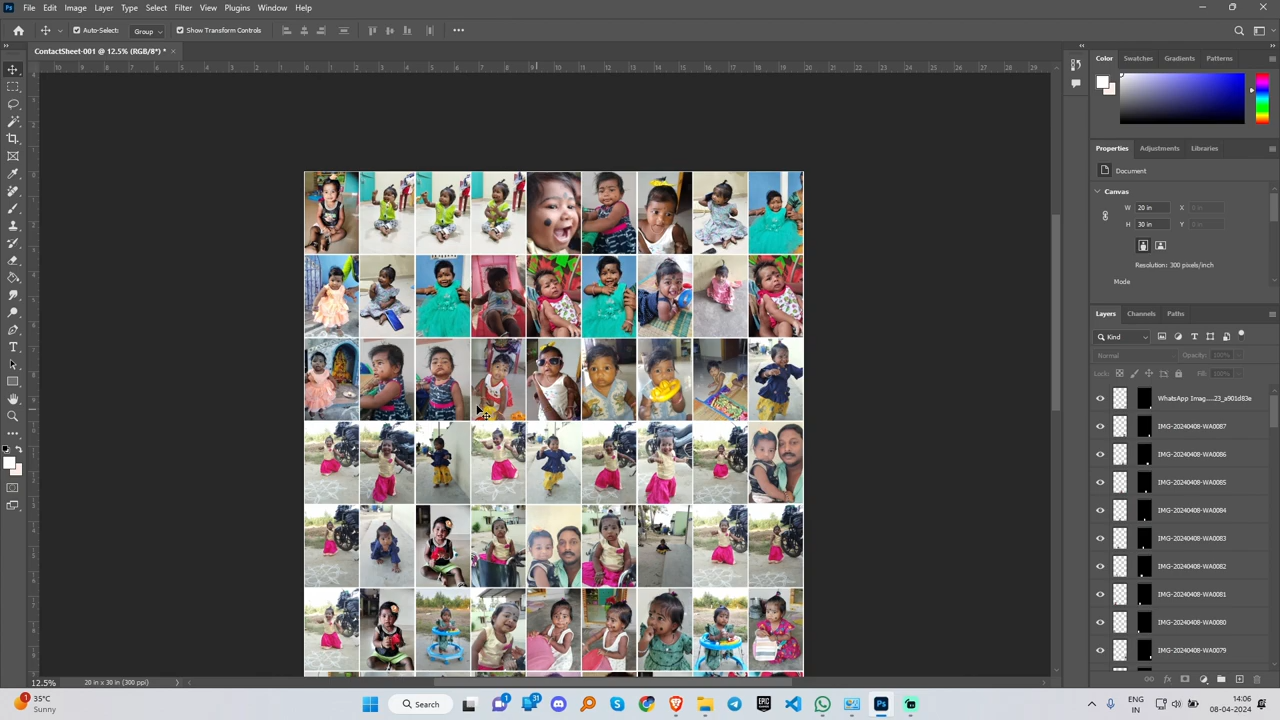 File Edit Image Layer Type Select Filter View Plugins Window Help
Auto-Select: Group Show Transform Controls
ContactSheet-001 @ 12.5% (RGB/8*) *
Color Swatches Gradients Patterns
Properties Adjustments Libraries
Document
Canvas
W 20 in X 0 in
H 30 in Y 0 in
Resolution: 300 pixels/inch
Mode
Layers Channels Paths
Kind
Normal Opacity: 100%
Lock: Fill: 100%
WhatsApp Imag......23_a901d83e
IMG-20240408-WA0087
IMG-20240408-WA0086
IMG-20240408-WA0085
IMG-20240408-WA0084
IMG-20240408-WA0083
IMG-20240408-WA0082
IMG-20240408-WA0081
IMG-20240408-WA0080
IMG-20240408-WA0079
12.5% 20 in x 30 in (300 ppi)
35°C
Sunny
Search
ENG
IN
14:06
08-04-2024